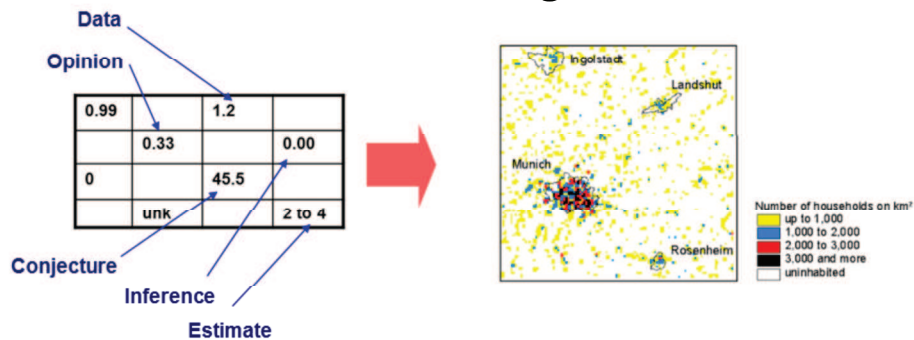 Data
Opinion
0.99 1.2
0.33 0.00
0 45.5
unk 2 to 4
Conjecture
Inference
Estimate
Ingolstadt
Landshut
Munich
Rosenheim
Number of households on km²
up to 1,000
1,000 to 2,000
2,000 to 3,000
3,000 and more
uninhabited